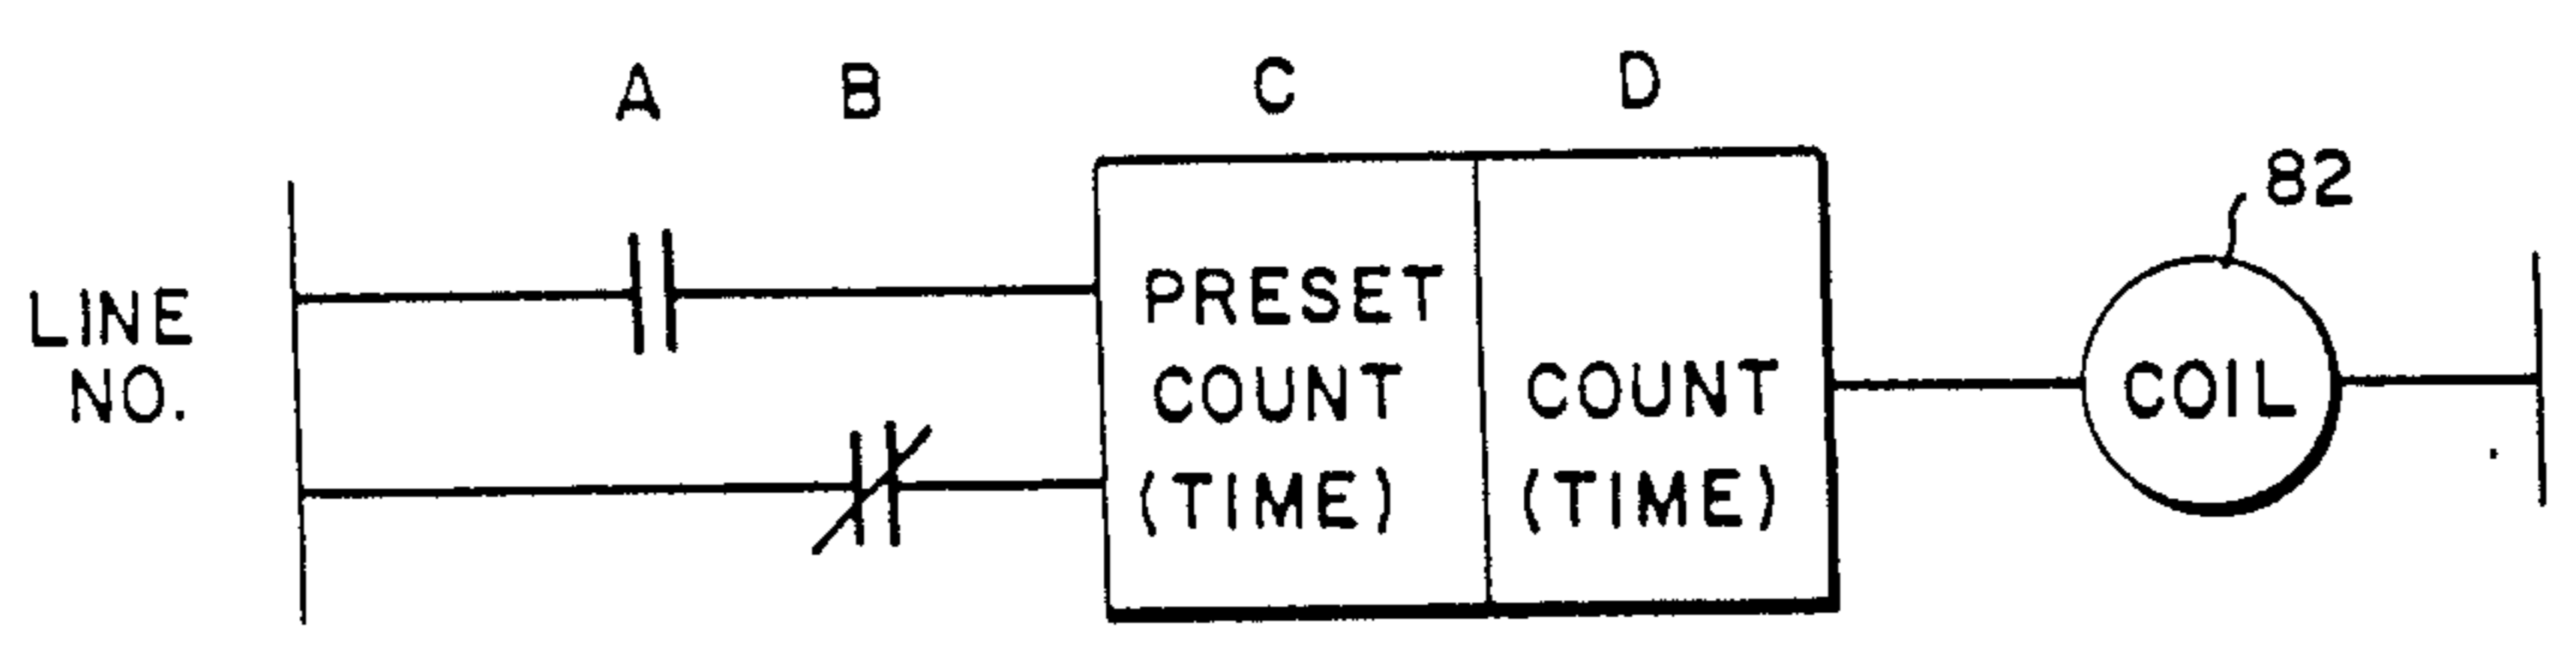 A B C D
82
LINE
NO.
PRESET
COUNT
(TIME)
COUNT
(TIME)
COIL